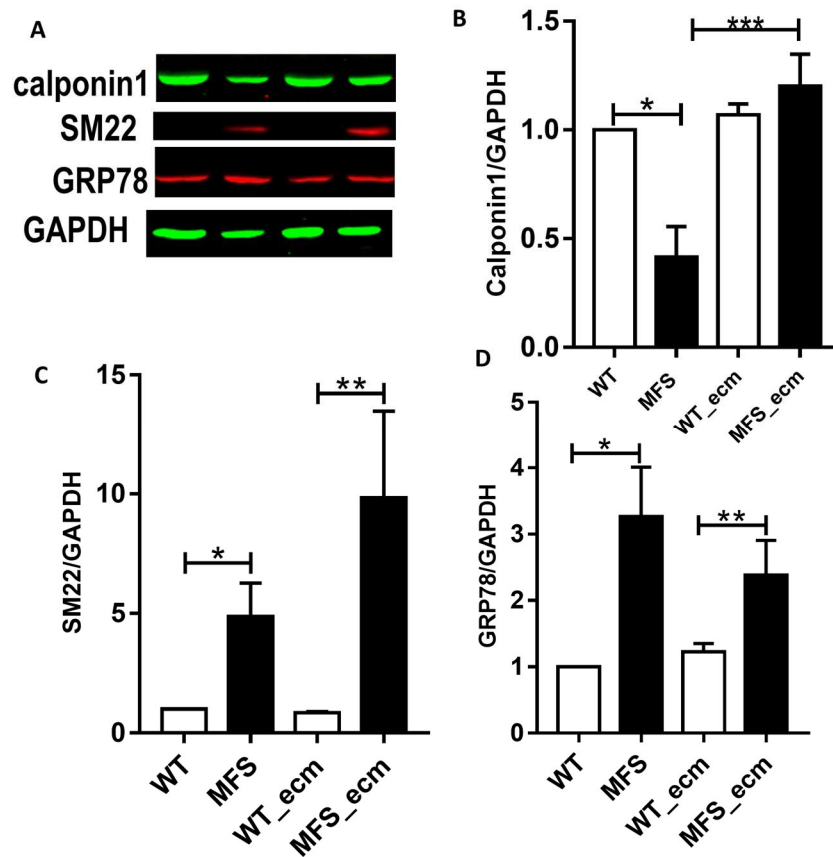 A
calponin1
SM22
GRP78
GAPDH
B
Calponin1/GAPDH
1.5
1.0
0.5
0.0
*
***
WT
MFS
WT_ecm
MFS_ecm
C
SM22/GAPDH
15
10
5
0
*
**
WT
MFS
WT_ecm
MFS_ecm
D
GRP78/GAPDH
5
4
3
2
1
0
*
**
WT
MFS
WT_ecm
MFS_ecm